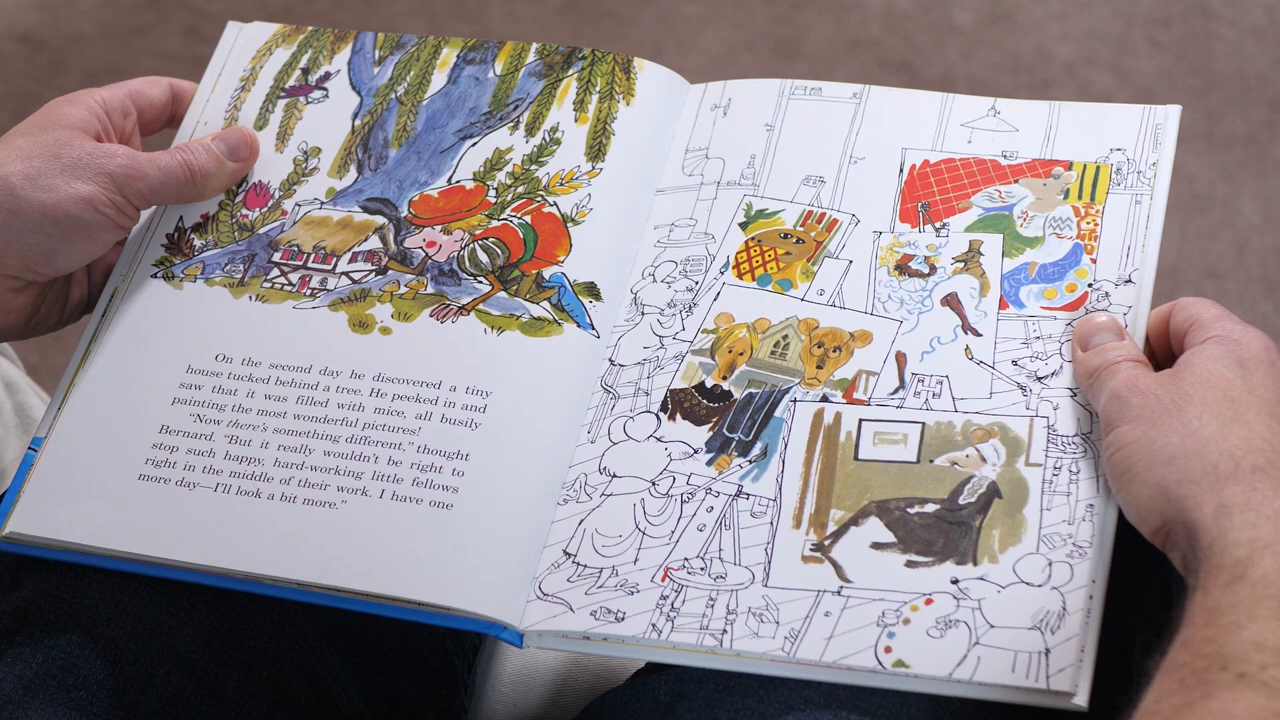 On the second day he discovered a tiny
house tucked behind a tree. He peeked in and
saw that it was filled with mice, all busily
painting the most wonderful pictures!
"Now there's something different," thought
Bernard. "But it really wouldn't be right to
stop such happy, hard-working little fellows
right in the middle of their work. I have one
more day—I'll look a bit more."